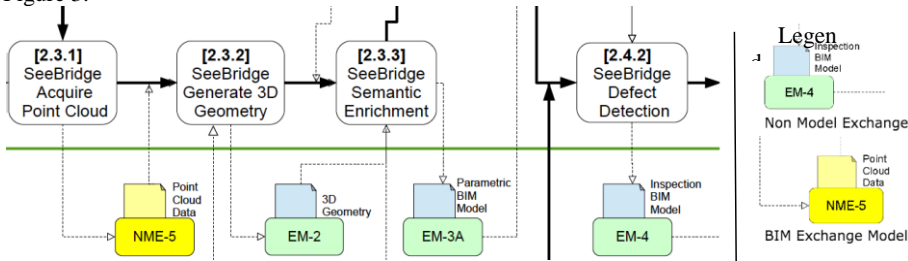 [2.3.1]
SeeBridge
Acquire
Point Cloud
[2.3.2]
SeeBridge
Generate 3D
Geometry
[2.3.3]
SeeBridge
Semantic
Enrichment
[2.4.2]
SeeBridge
Defect
Detection
Point
Cloud
Data
NME-5
3D
Geometry
EM-2
Parametric
BIM
Model
EM-3A
Inspection
BIM
Model
EM-4
Legen
Inspection
BIM
Model
EM-4
Non Model Exchange
Point
Cloud
Data
NME-5
BIM Exchange Model